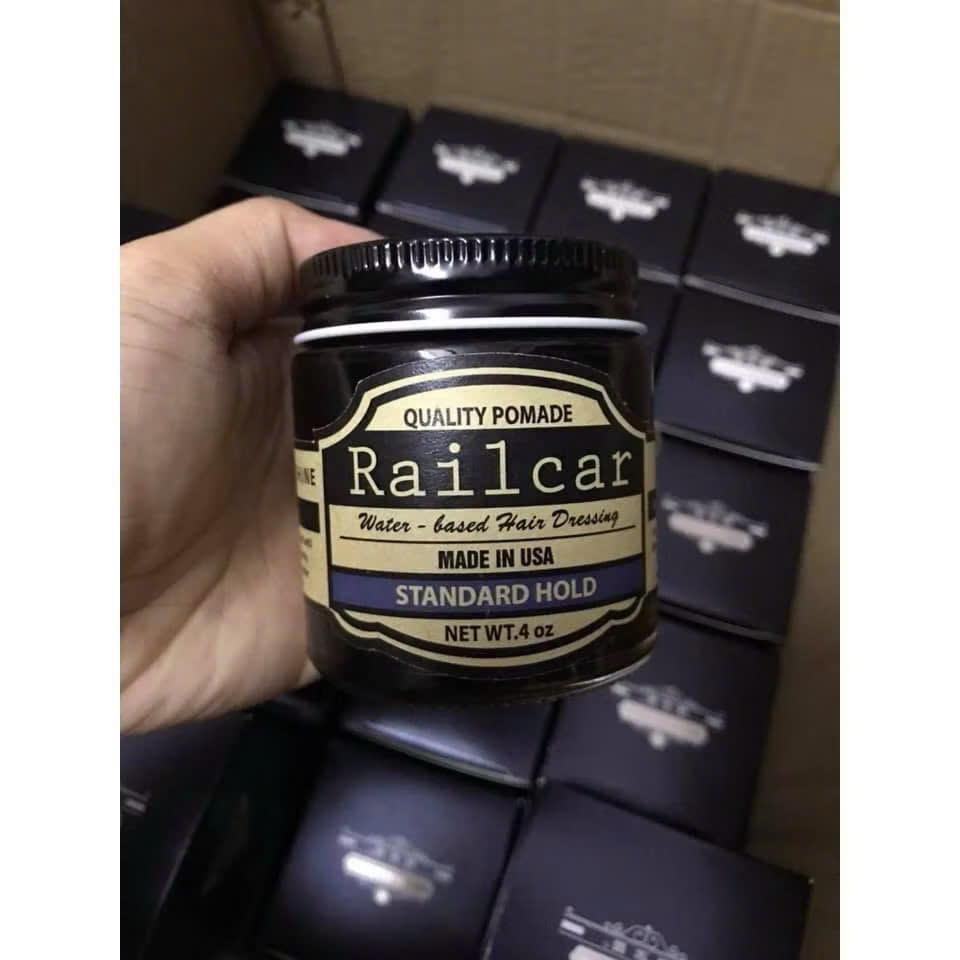 QUALITY POMADE
Railcar
Water - based Hair Dressing
MADE IN USA
STANDARD HOLD
NET WT.4 oz